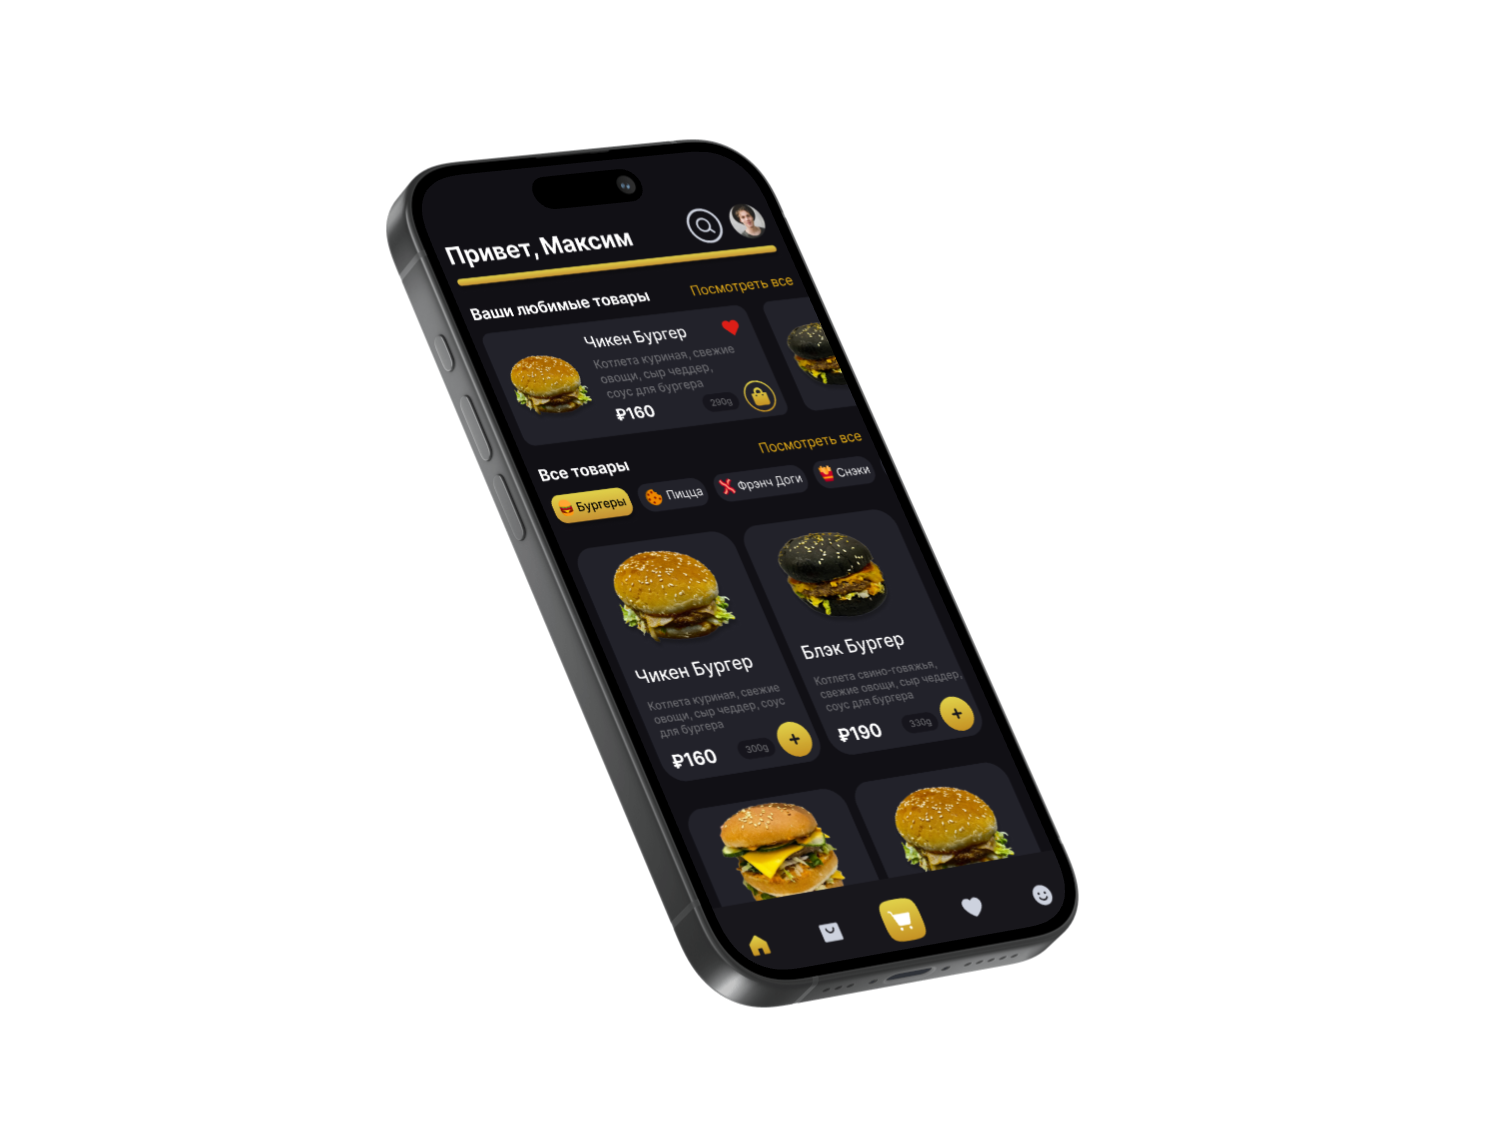 Привет, Максим
Ваши любимые товары
Посмотреть все
Чикен Бургер
Котлета куриная, свежие
овощи, сыр чеддер,
соус для бургера
₽160
290g
Все товары
Посмотреть все
Бургеры
Пицца
Фрэнч Доги
Снэки
Чикен Бургер
Котлета куриная, свежие
овощи, сыр чеддер, соус
для бургера
₽160
300g
Блэк Бургер
Котлета свино-говяжья,
свежие овощи, сыр чеддер,
соус для бургера
₽190
330g